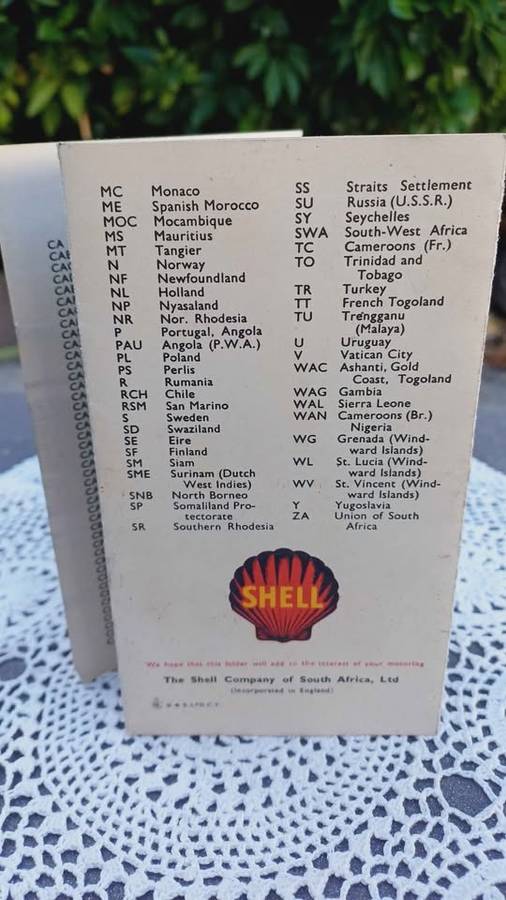 MC Monaco
ME Spanish Morocco
MOC Mocambique
MS Mauritius
MT Tangier
N Norway
NF Newfoundland
NL Holland
NP Nyasaland
NR Nor. Rhodesia
P Portugal, Angola
PAU Angola (P.W.A.)
PL Poland
PS Perlis
R Rumania
RCH Chile
RSM San Marino
S Sweden
SD Swaziland
SE Eire
SF Finland
SM Siam
SME Surinam (Dutch
West Indies)
SNB North Borneo
SP Somaliland Pro-
tectorate
SR Southern Rhodesia
SS Straits Settlement
SU Russia (U.S.S.R.)
SY Seychelles
SWA South-West Africa
TC Cameroons (Fr.)
TO Trinidad and
Tobago
TR Turkey
TT French Togoland
TU Trengganu
(Malaya)
U Uruguay
V Vatican City
WAC Ashanti, Gold
Coast, Togoland
WAG Gambia
WAL Sierra Leone
WAN Cameroons (Br.)
Nigeria
WG Grenada (Wind-
ward Islands)
WL St. Lucia (Wind-
ward Islands)
WV St. Vincent (Wind-
ward Islands)
Y Yugoslavia
ZA Union of South
Africa
SHELL
We hope that this folder will add to the interest of your motoring
The Shell Company of South Africa, Ltd
(Incorporated in England)